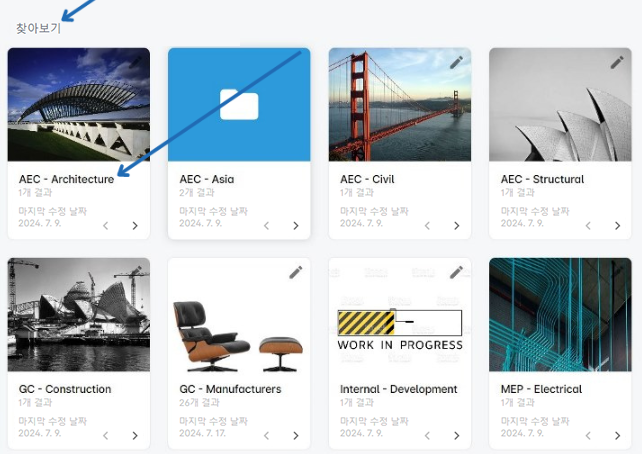 찾아보기
AEC - Architecture
1개 결과
마지막 수정 날짜
2024. 7. 9.
AEC - Asia
2개 결과
마지막 수정 날짜
2024. 7. 9.
AEC - Civil
1개 결과
마지막 수정 날짜
2024. 7. 9.
AEC - Structural
1개 결과
마지막 수정 날짜
2024. 7. 9.
GC - Construction
1개 결과
마지막 수정 날짜
2024. 7. 9.
GC - Manufacturers
26개 결과
마지막 수정 날짜
2024. 7. 17.
WORK IN PROGRESS
Internal - Development
1개 결과
마지막 수정 날짜
2024. 7. 9.
MEP - Electrical
1개 결과
마지막 수정 날짜
2024. 7. 9.